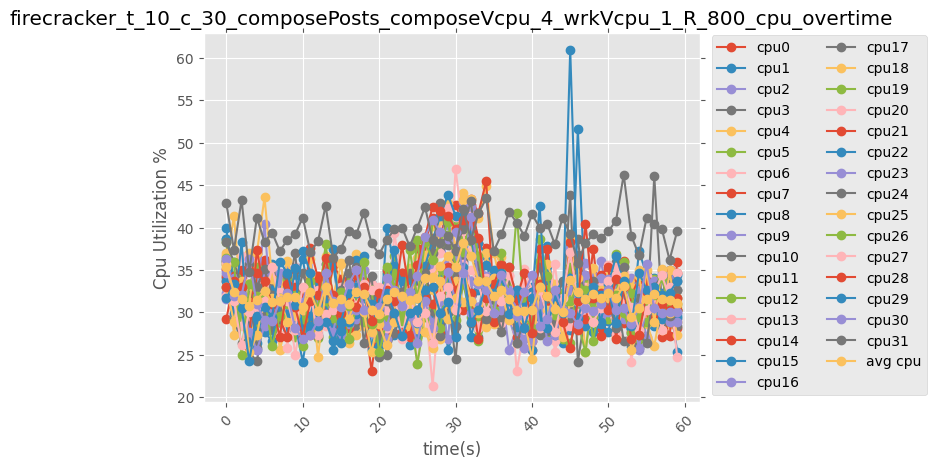 firecracker_t_10_c_30_composePosts_composeVcpu_4_wrkVcpu_1_R_800_cpu_overtime
Cpu Utilization %
60
55
50
45
40
35
30
25
20
0
10
20
30
40
50
60
time(s)
cpu0
cpu1
cpu2
cpu3
cpu4
cpu5
cpu6
cpu7
cpu8
cpu9
cpu10
cpu11
cpu12
cpu13
cpu14
cpu15
cpu16
cpu17
cpu18
cpu19
cpu20
cpu21
cpu22
cpu23
cpu24
cpu25
cpu26
cpu27
cpu28
cpu29
cpu30
cpu31
avg cpu